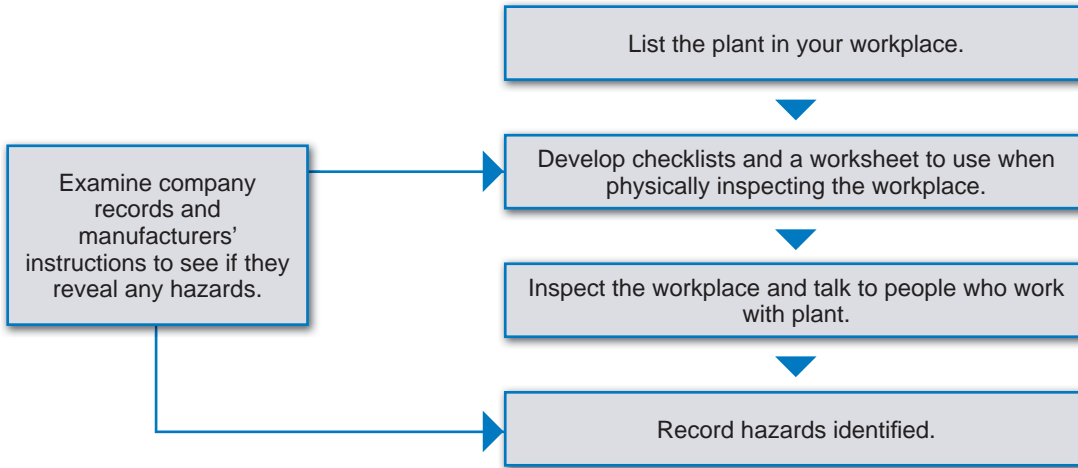 List the plant in your workplace.
Develop checklists and a worksheet to use when
physically inspecting the workplace.
Examine company
records and
manufacturers’
instructions to see if they
reveal any hazards.
Inspect the workplace and talk to people who work
with plant.
Record hazards identified.